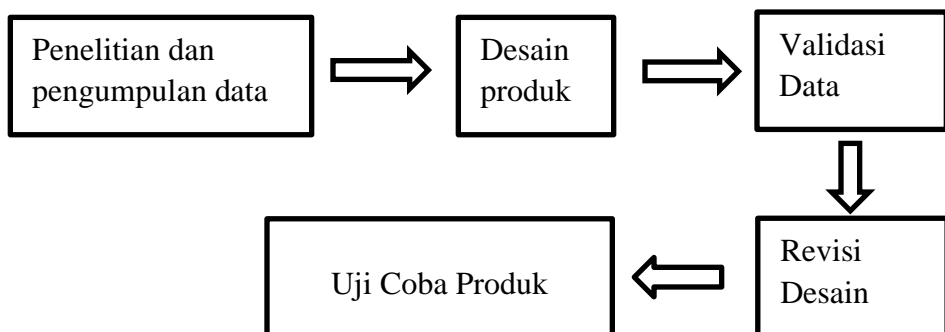 Penelitian dan
pengumpulan data
Desain
produk
Validasi
Data
Revisi
Desain
Uji Coba Produk